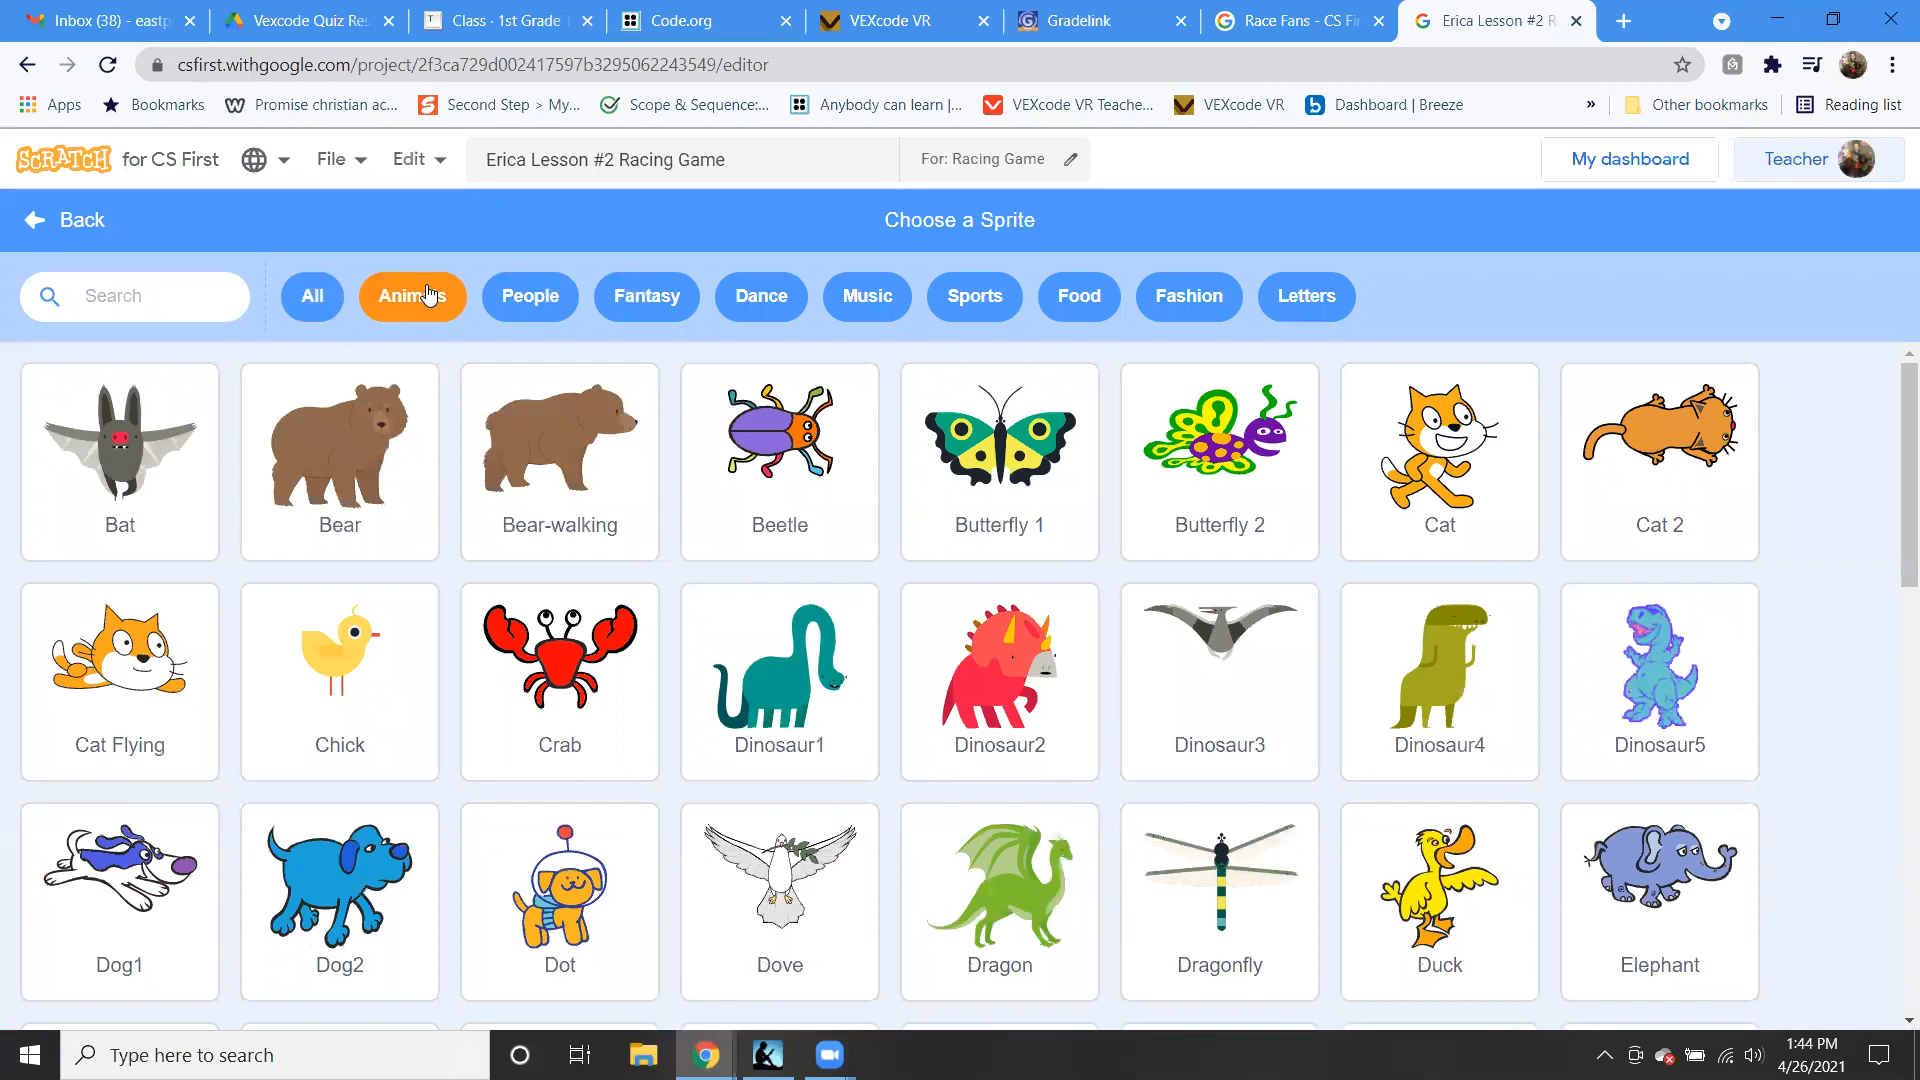 Inbox (38) - eastp
Vexcode Quiz Res
Class · 1st Grade
Code.org
VEXcode VR
Gradelink
Race Fans - CS Fir
Erica Lesson #2 R
csfirst.withgoogle.com/project/2f3ca729d002417597b3295062243549/editor
Apps
Bookmarks
Promise christian ac...
Second Step > My...
Scope & Sequence:...
Anybody can learn |...
VEXcode VR Teache...
VEXcode VR
Dashboard | Breeze
»
Other bookmarks
Reading list
SCRATCH for CS First
File
Edit
Erica Lesson #2 Racing Game
For: Racing Game
My dashboard
Teacher
Back
Choose a Sprite
Search
All
Animals
People
Fantasy
Dance
Music
Sports
Food
Fashion
Letters
Bat
Bear
Bear-walking
Beetle
Butterfly 1
Butterfly 2
Cat
Cat 2
Cat Flying
Chick
Crab
Dinosaur1
Dinosaur2
Dinosaur3
Dinosaur4
Dinosaur5
Dog1
Dog2
Dot
Dove
Dragon
Dragonfly
Duck
Elephant
Type here to search
1:44 PM
4/26/2021